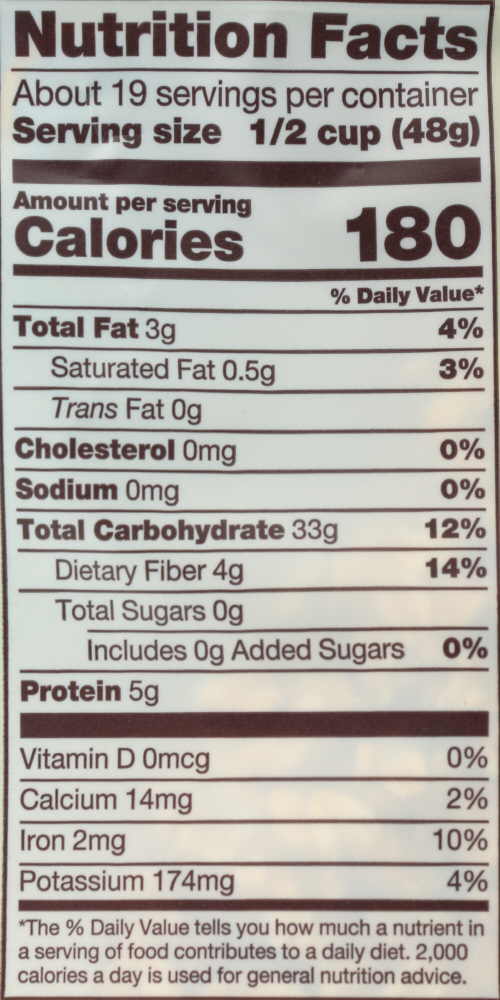 Nutrition Facts
About 19 servings per container
Serving size 1/2 cup (48g)
Amount per serving
Calories 180
% Daily Value*
Total Fat 3g 4%
Saturated Fat 0.5g 3%
Trans Fat 0g
Cholesterol 0mg 0%
Sodium 0mg 0%
Total Carbohydrate 33g 12%
Dietary Fiber 4g 14%
Total Sugars 0g
Includes 0g Added Sugars 0%
Protein 5g
Vitamin D 0mcg 0%
Calcium 14mg 2%
Iron 2mg 10%
Potassium 174mg 4%
*The % Daily Value tells you how much a nutrient in
a serving of food contributes to a daily diet. 2,000
calories a day is used for general nutrition advice.